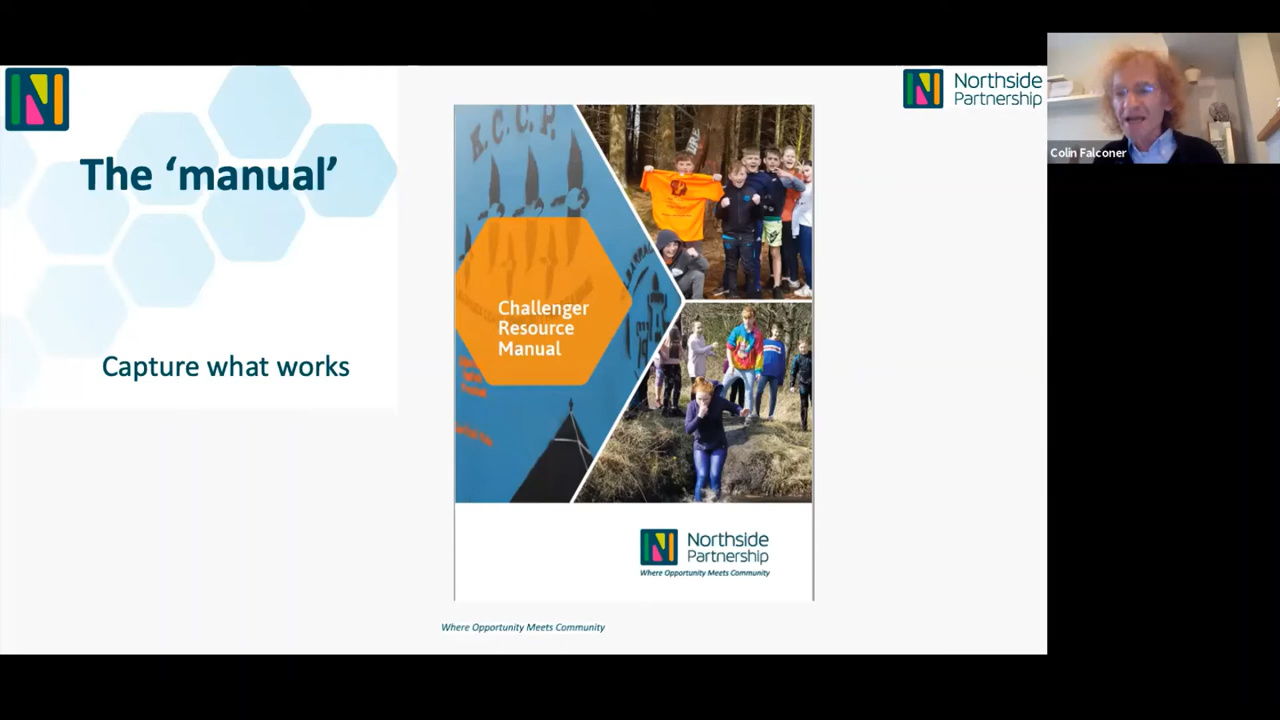 The ‘manual’
Capture what works
K. C. C. P.
Challenger
Resource
Manual
Northside
Partnership
Where Opportunity Meets Community
Where Opportunity Meets Community
Northside
Partnership
Colin Falconer